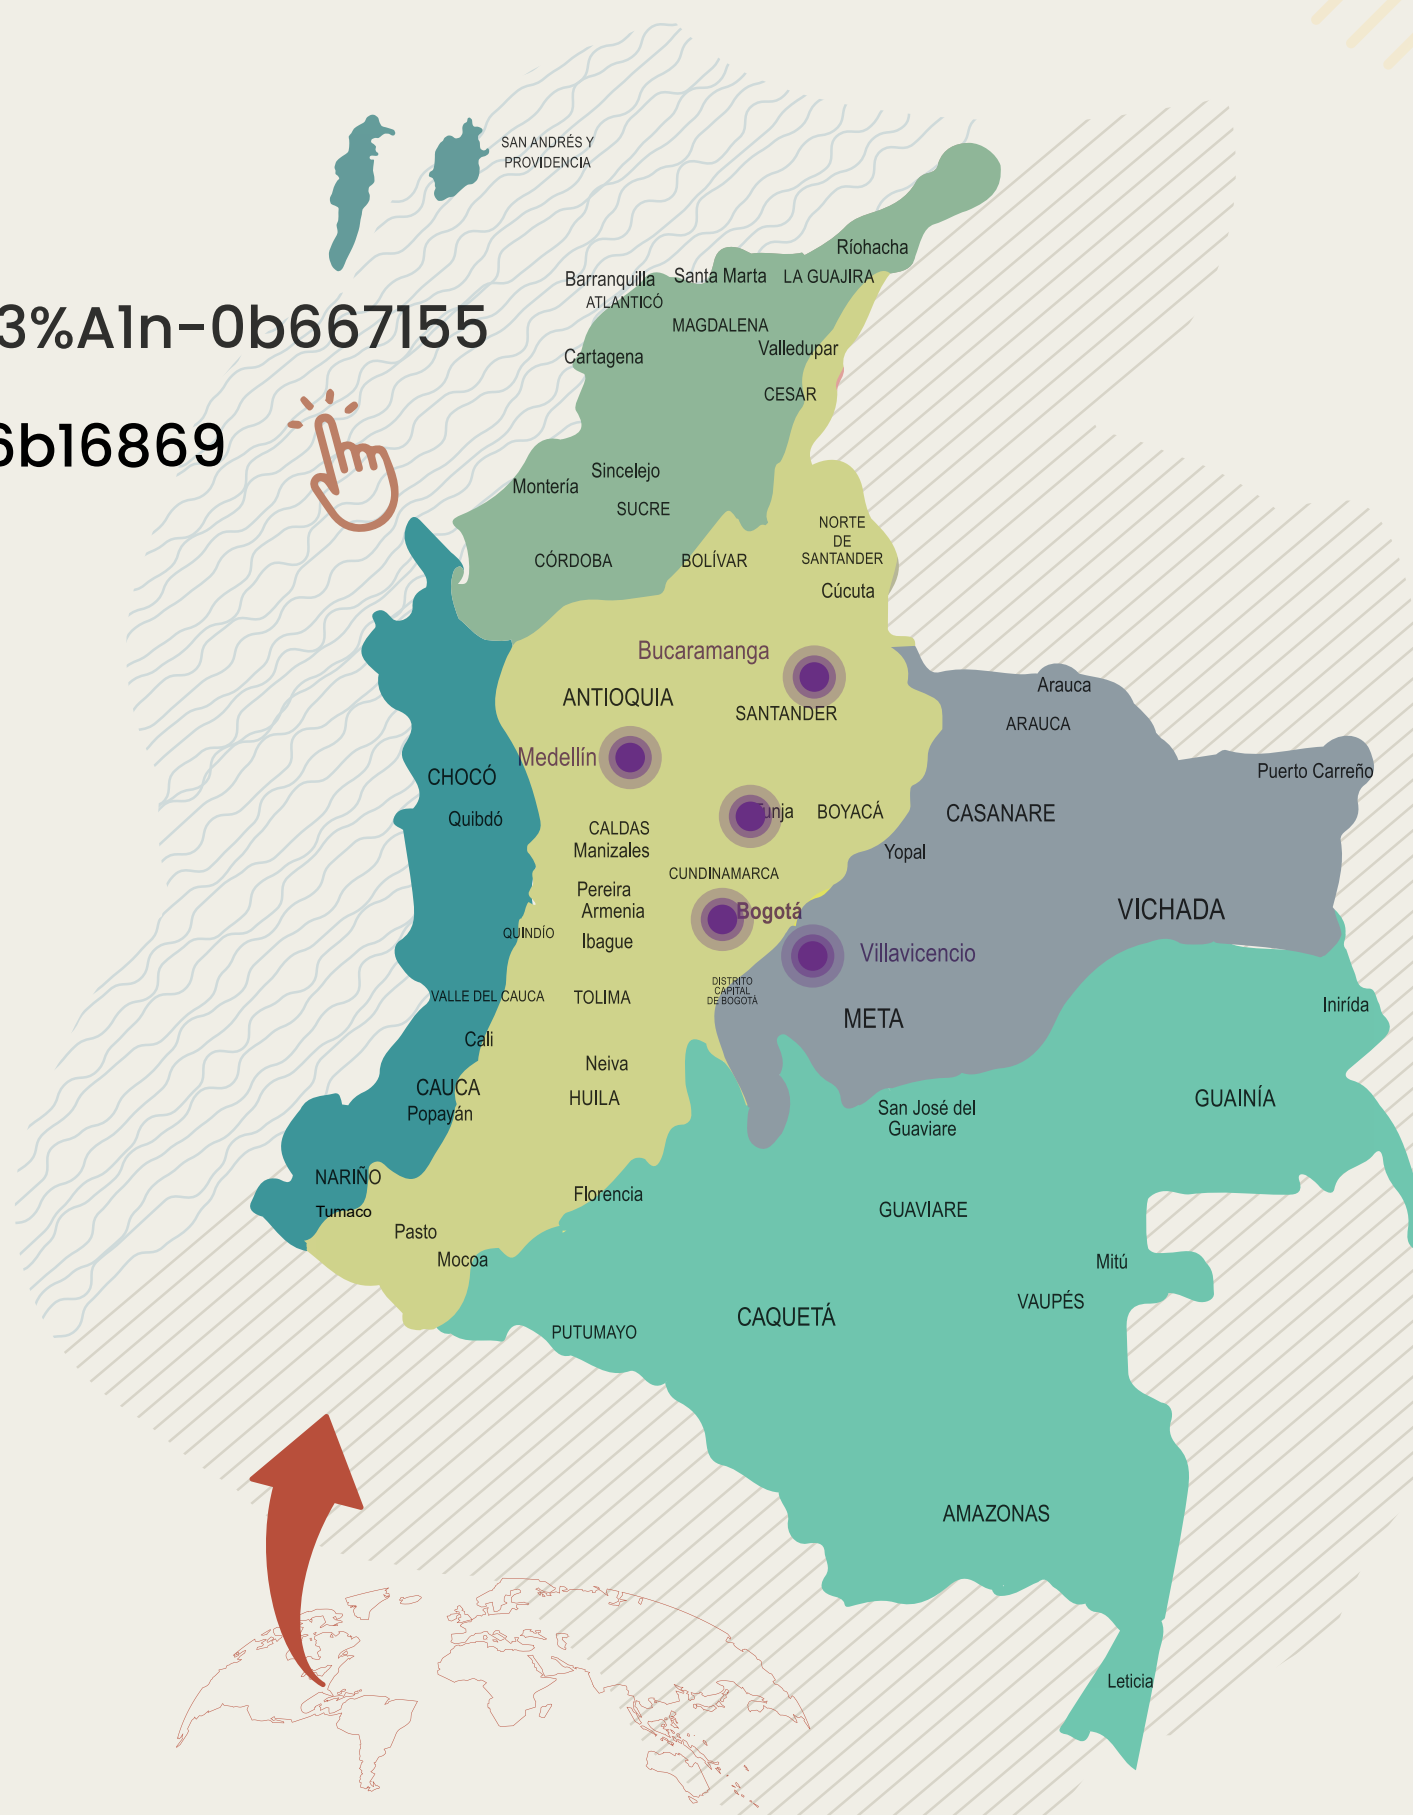 SAN ANDRÉS Y
PROVIDENCIA
Ríohacha
Barranquilla
Santa Marta
LA GUAJIRA
ATLANTICÓ
3%A1n-0b667155
MAGDALENA
Valledupar
Cartagena
CESAR
6b16869
Sincelejo
Montería
SUCRE
NORTE
DE
SANTANDER
CÓRDOBA
BOLÍVAR
Cúcuta
Bucaramanga
Arauca
ANTIOQUIA
SANTANDER
ARAUCA
Medellín
Puerto Carreño
CHOCÓ
Quibdó
Tunja
BOYACÁ
CASANARE
CALDAS
Manizales
Yopal
CUNDINAMARCA
Pereira
Armenia
Bogotá
VICHADA
QUINDÍO
Ibague
Villavicencio
DISTRITO
CAPITAL
DE BOGOTÁ
VALLE DEL CAUCA
TOLIMA
META
Inirída
Cali
Neiva
CAUCA
HUILA
GUAINÍA
Popayán
San José del
Guaviare
NARIÑO
Florencia
Tumaco
GUAVIARE
Pasto
Mocoa
Mitú
VAUPÉS
CAQUETÁ
PUTUMAYO
AMAZONAS
Leticia